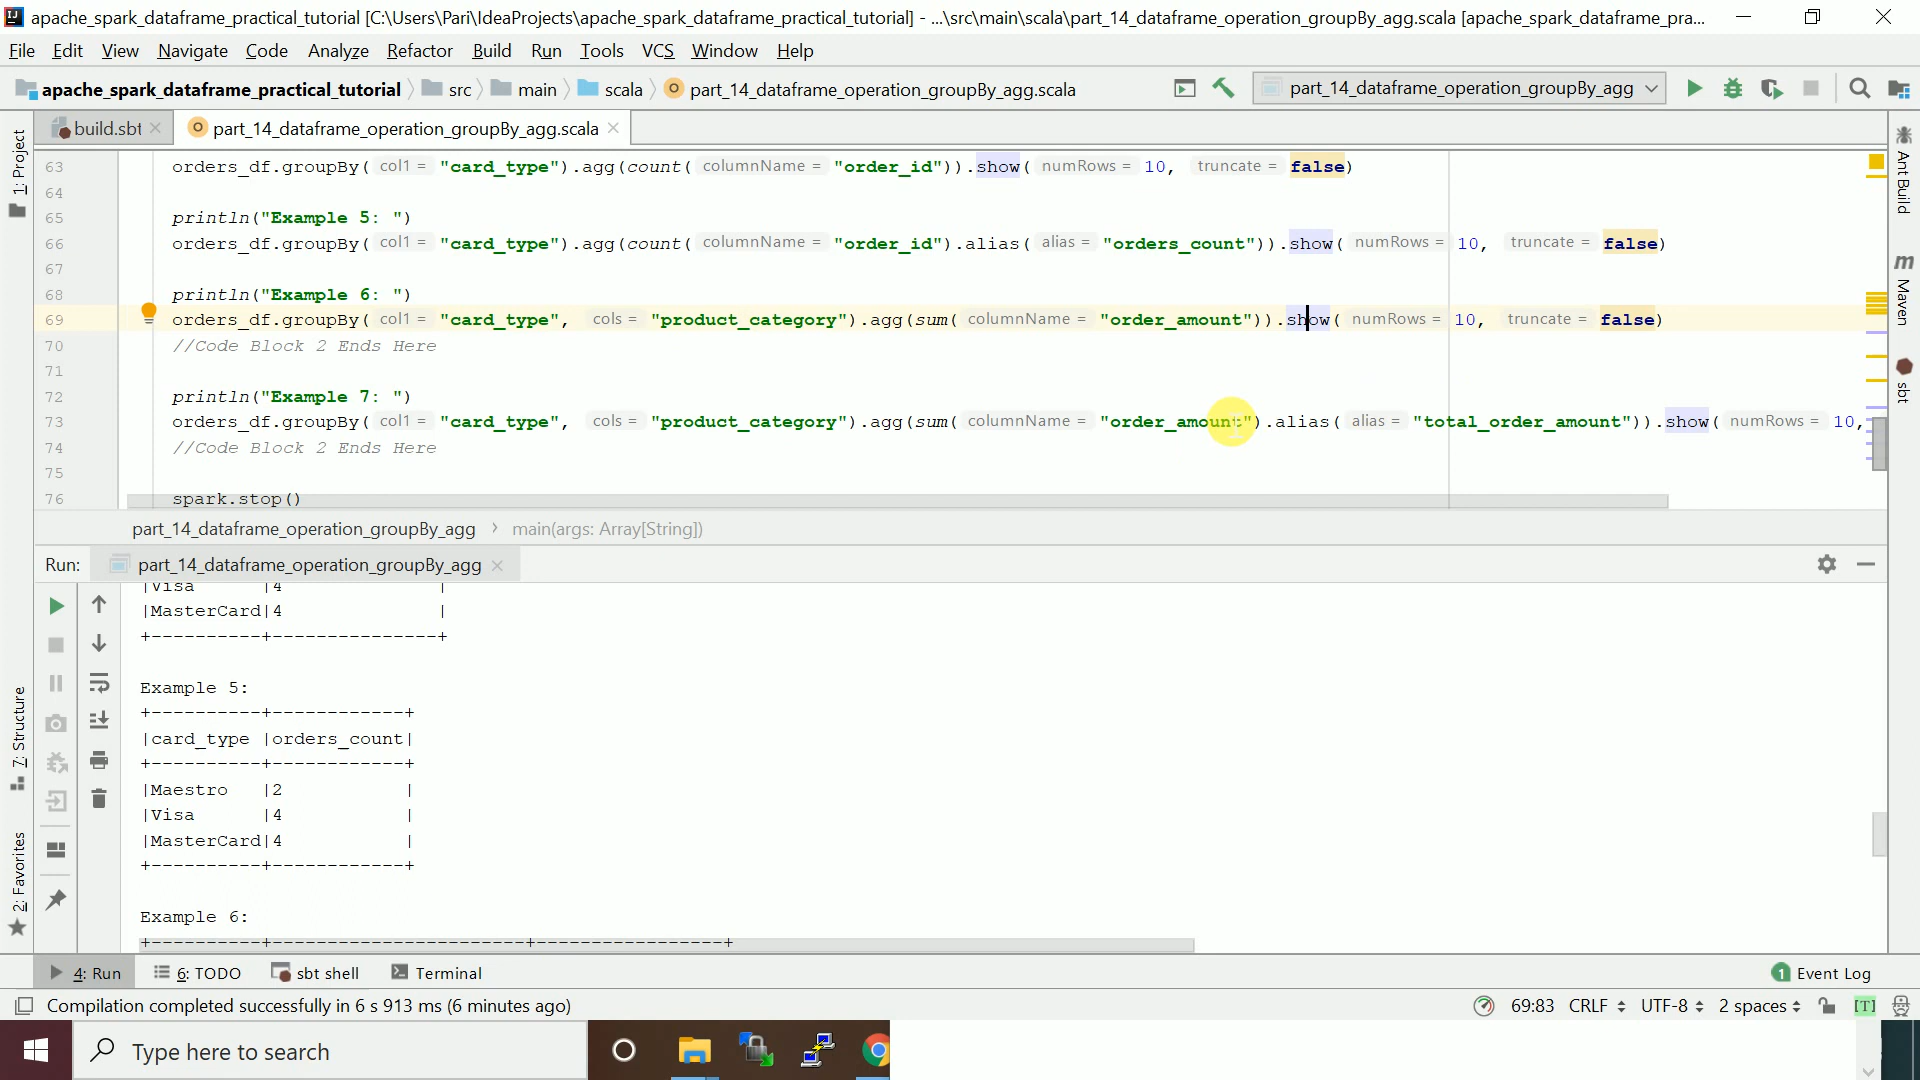 apache_spark_dataframe_practical_tutorial [C:\Users\Pari\IdeaProjects\apache_spark_dataframe_practical_tutorial] - ...\src\main\scala\part_14_dataframe_operation_groupBy_agg.scala [apache_spark_dataframe_pra...
File Edit View Navigate Code Analyze Refactor Build Run Tools VCS Window Help
apache_spark_dataframe_practical_tutorial src main scala part_14_dataframe_operation_groupBy_agg.scala part_14_dataframe_operation_groupBy_agg
build.sbt part_14_dataframe_operation_groupBy_agg.scala
1: Project
7: Structure
2: Favorites
Ant Build
Maven
sbt
63 orders_df.groupBy( col1 = "card_type").agg(count( columnName = "order_id")).show( numRows = 10, truncate = false)
64
65 println("Example 5: ")
66 orders_df.groupBy( col1 = "card_type").agg(count( columnName = "order_id").alias( alias = "orders_count")).show( numRows = 10, truncate = false)
67
68 println("Example 6: ")
69 orders_df.groupBy( col1 = "card_type", cols = "product_category").agg(sum( columnName = "order_amount")).show( numRows = 10, truncate = false)
70 //Code Block 2 Ends Here
71
72 println("Example 7: ")
73 orders_df.groupBy( col1 = "card_type", cols = "product_category").agg(sum( columnName = "order_amount").alias( alias = "total_order_amount")).show( numRows = 10,
74 //Code Block 2 Ends Here
75
76 spark.stop()
part_14_dataframe_operation_groupBy_agg › main(args: Array[String])
Run: part_14_dataframe_operation_groupBy_agg
|Visa      |4              |
|MasterCard|4              |
+----------+---------------+
Example 5:
+----------+------------+
|card_type |orders_count|
+----------+------------+
|Maestro   |2           |
|Visa      |4           |
|MasterCard|4           |
+----------+------------+
Example 6:
+----------+--------------------+---------------+
4: Run 6: TODO sbt shell Terminal 1 Event Log
Compilation completed successfully in 6 s 913 ms (6 minutes ago) 69:83 CRLF UTF-8 2 spaces [T]
Type here to search